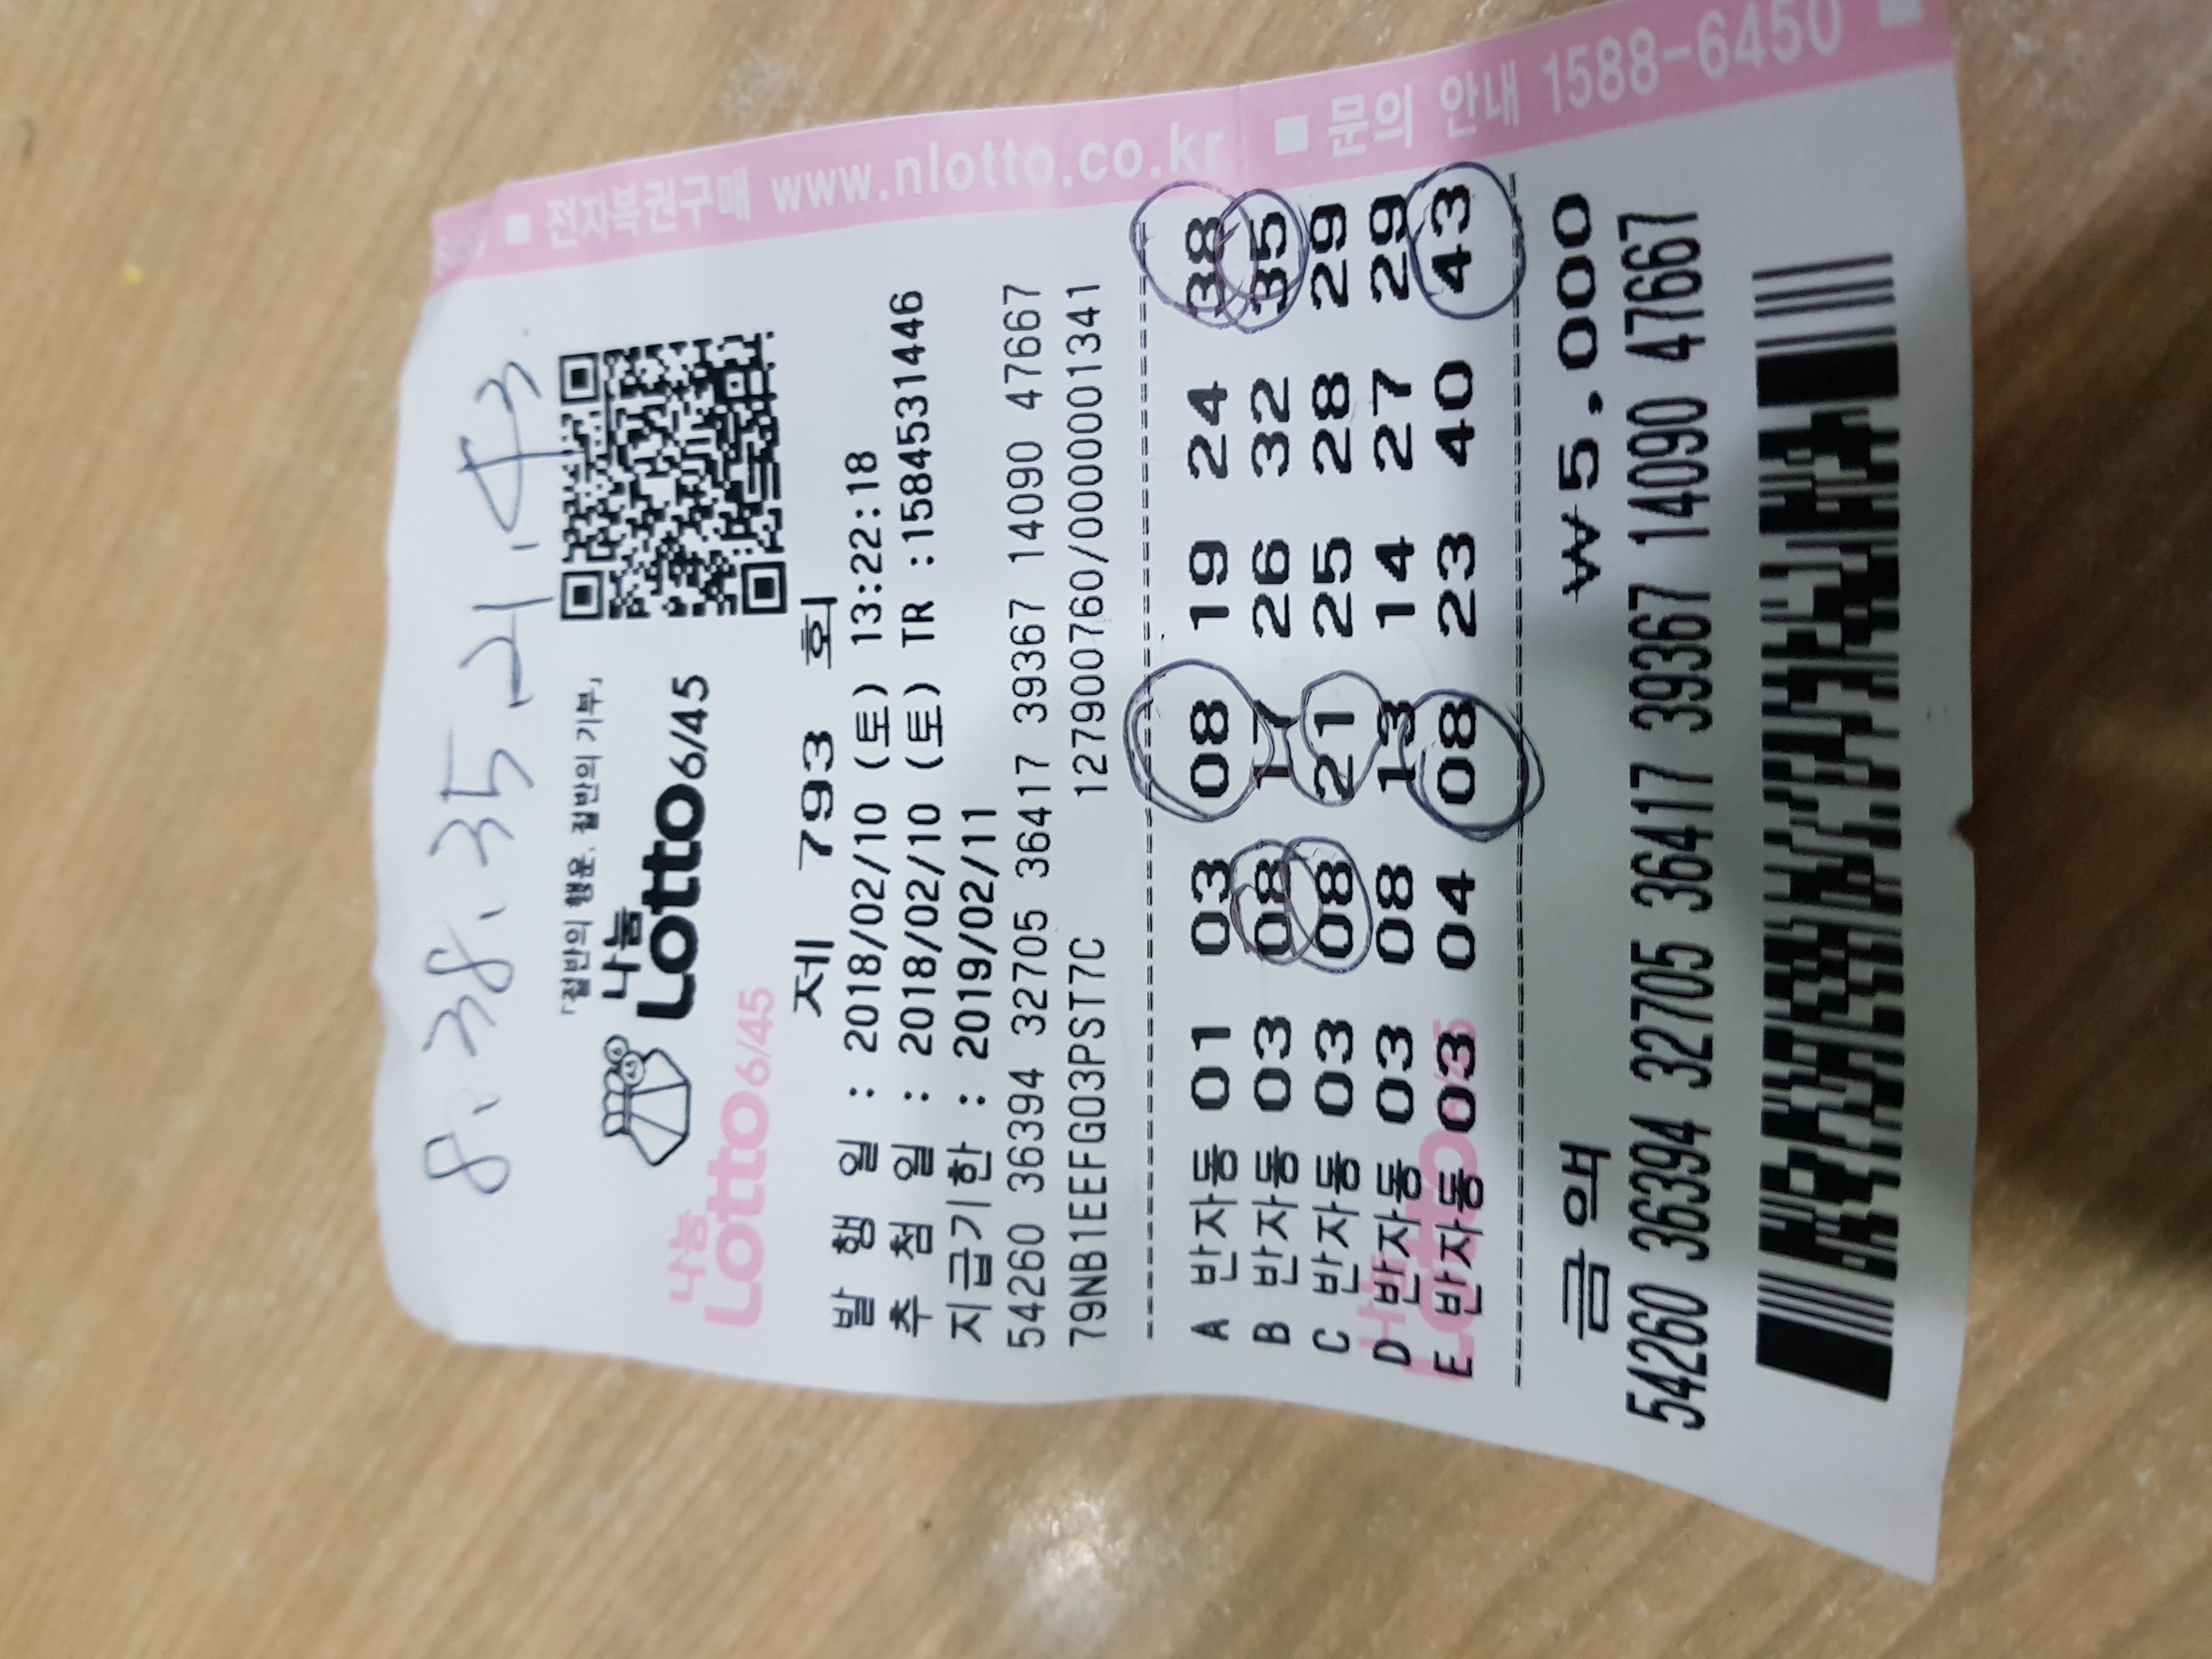 8. 38. 35. 21. 43
「절반의 행운, 절반의 기부」
나눔
Lotto 6/45
나눔
Lotto 6/45
제 793 회
발 행 일 : 2018/02/10 (토) 13:22:18
추 첨 일 : 2018/02/10 (토) TR :1584531446
지급기한 : 2019/02/11
54260 36394 32705 36417 39367 14090 47667
79NB1EEFGO3PST7C 127900760/0000001341
A 반자동 01 03 08 19 24 38
B 반자동 03 08 17 26 32 35
C 반자동 03 08 21 25 28 29
D 반자동 03 08 13 14 27 29
E 반자동 03 04 08 23 40 43
금액 ₩5,000
54260 36394 32705 36417 39367 14090 47667
■ 전자복권구매 www.nlotto.co.kr ■ 문의 안내 1588-6450 ■